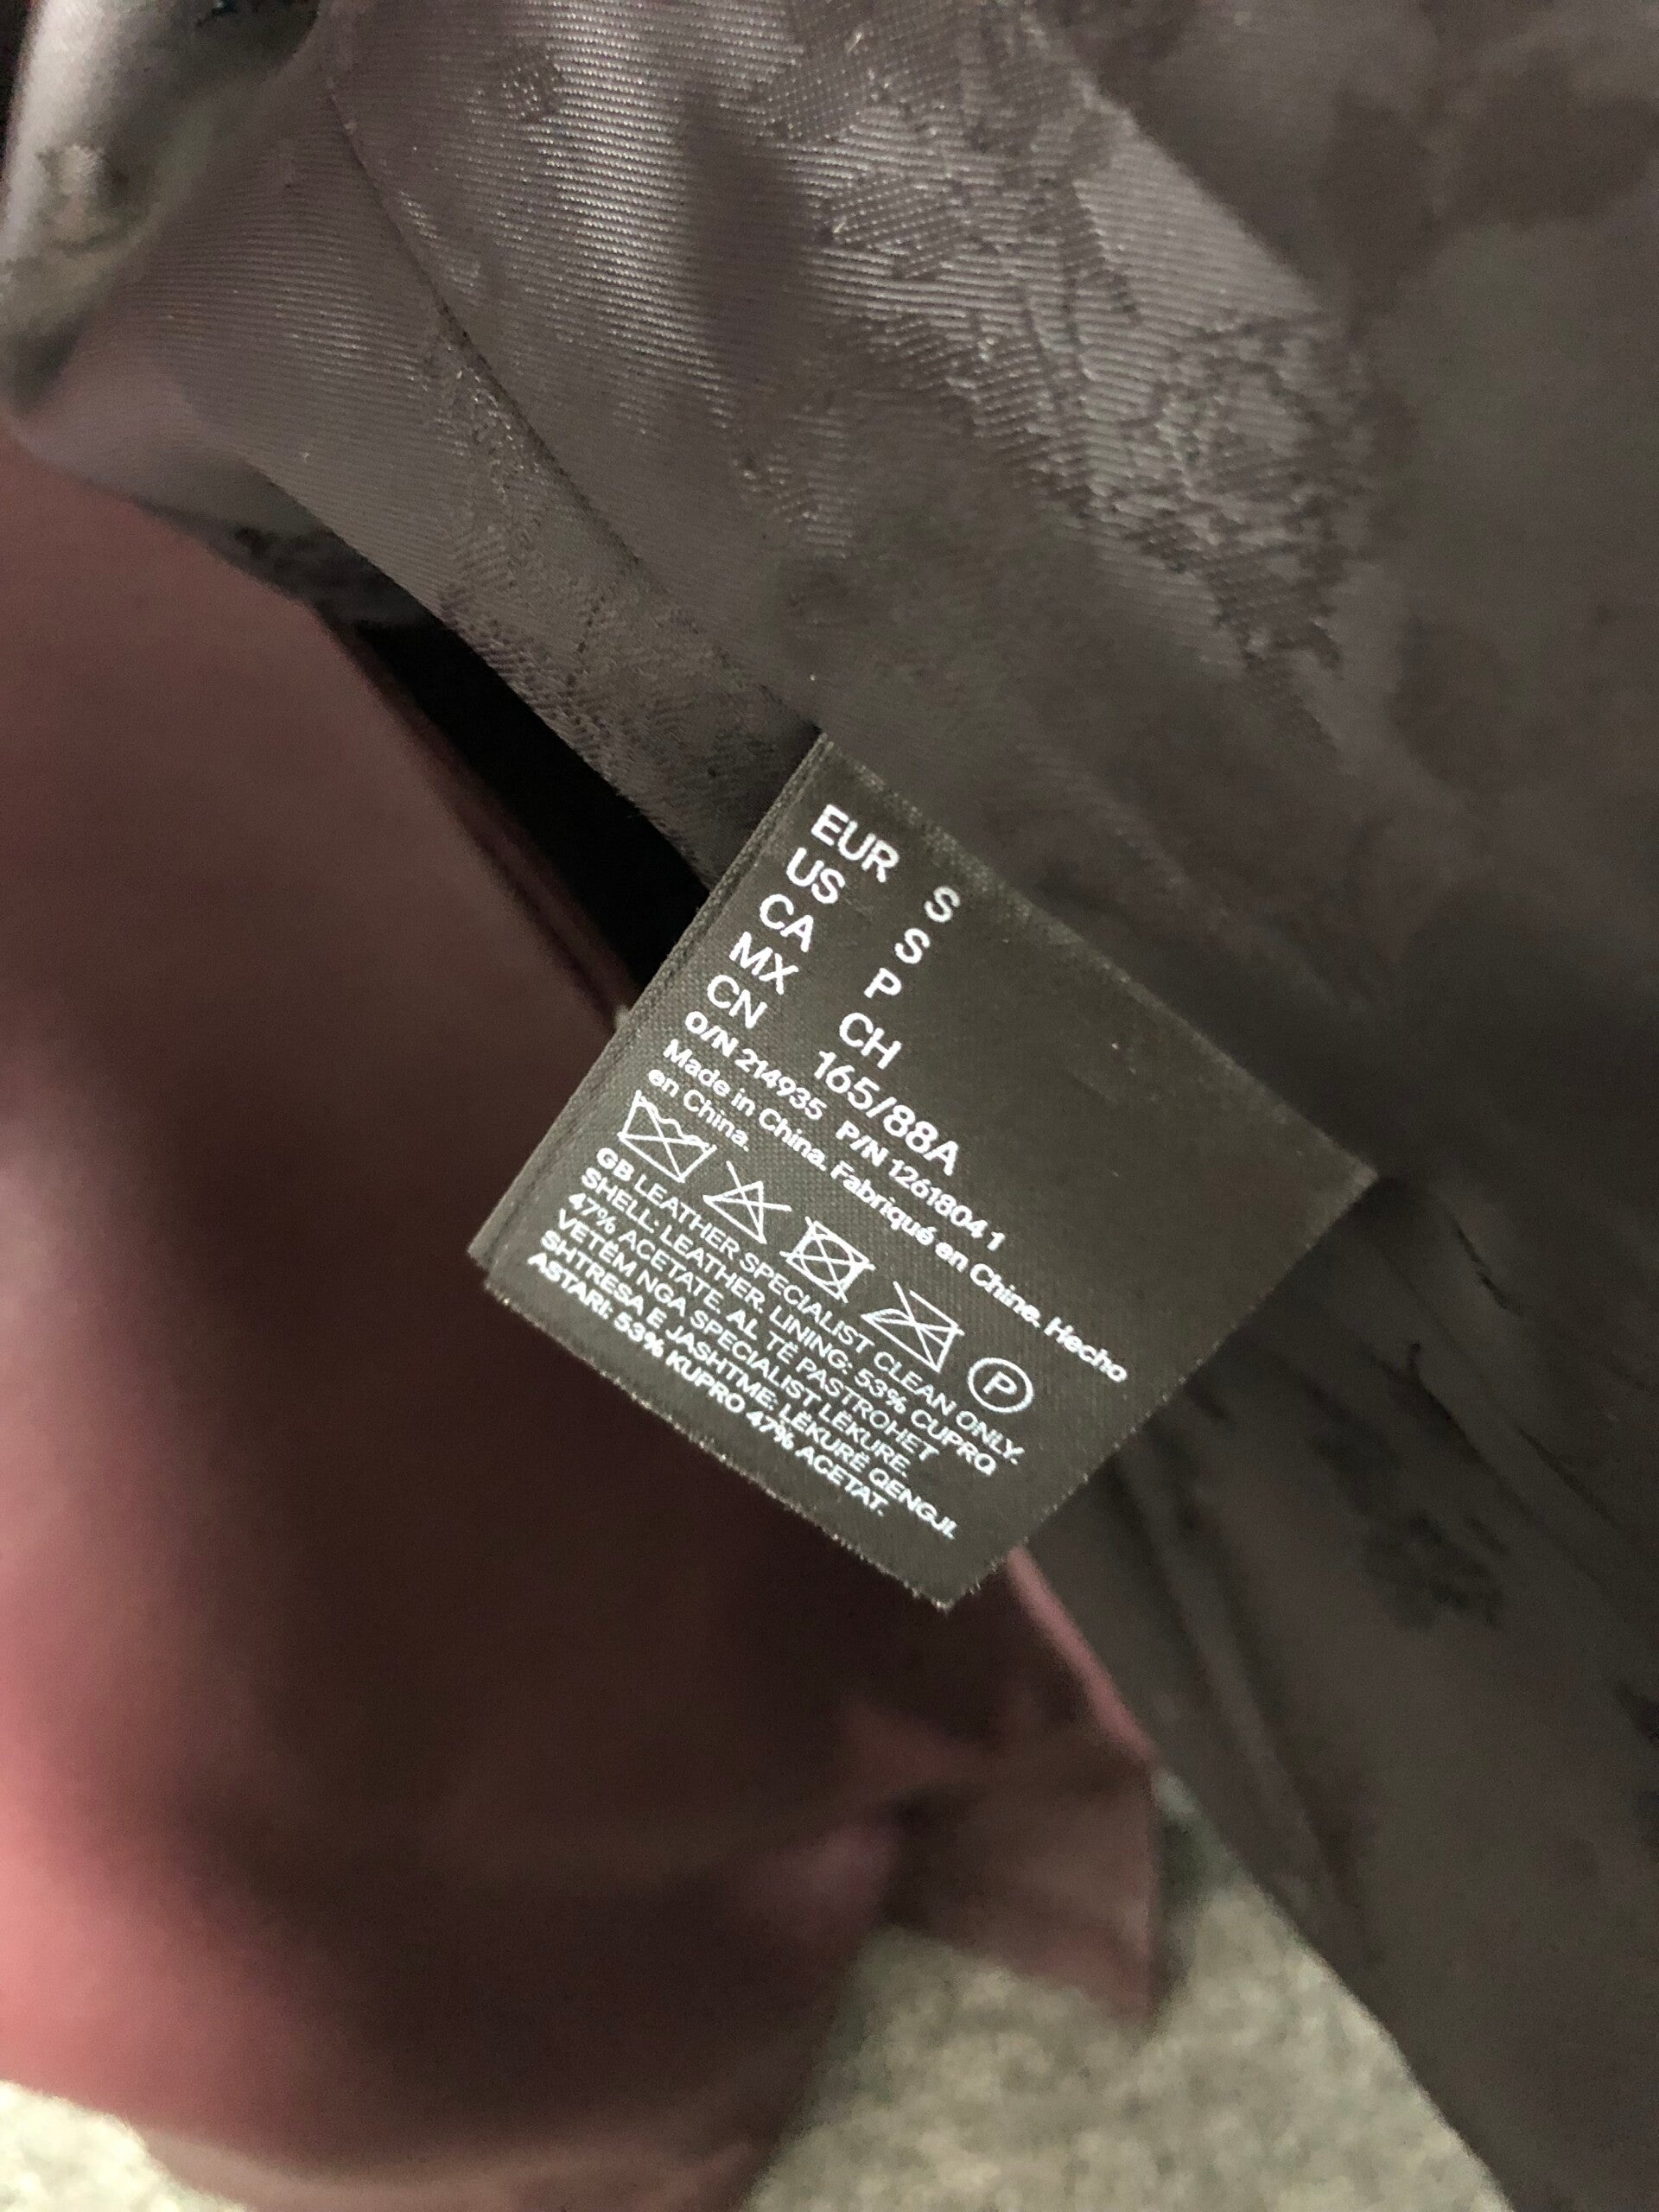 EUR S
US S
CA P
MX CH
CN 165/88A
O/N 214935 P/N 1261804 1
Made in China. Fabriqué en Chine. Hecho
en China.
P
GB LEATHER SPECIALIST CLEAN ONLY.
SHELL: LEATHER. LINING: 53% CUPRO
47% ACETATE. AL TË PASTROHET
VETËM NGA SPECIALIST LËKURE.
SHTRESA E JASHTME: LËKURË QENGJI.
ASTARI: 53% KUPRO 47% ACETAT.